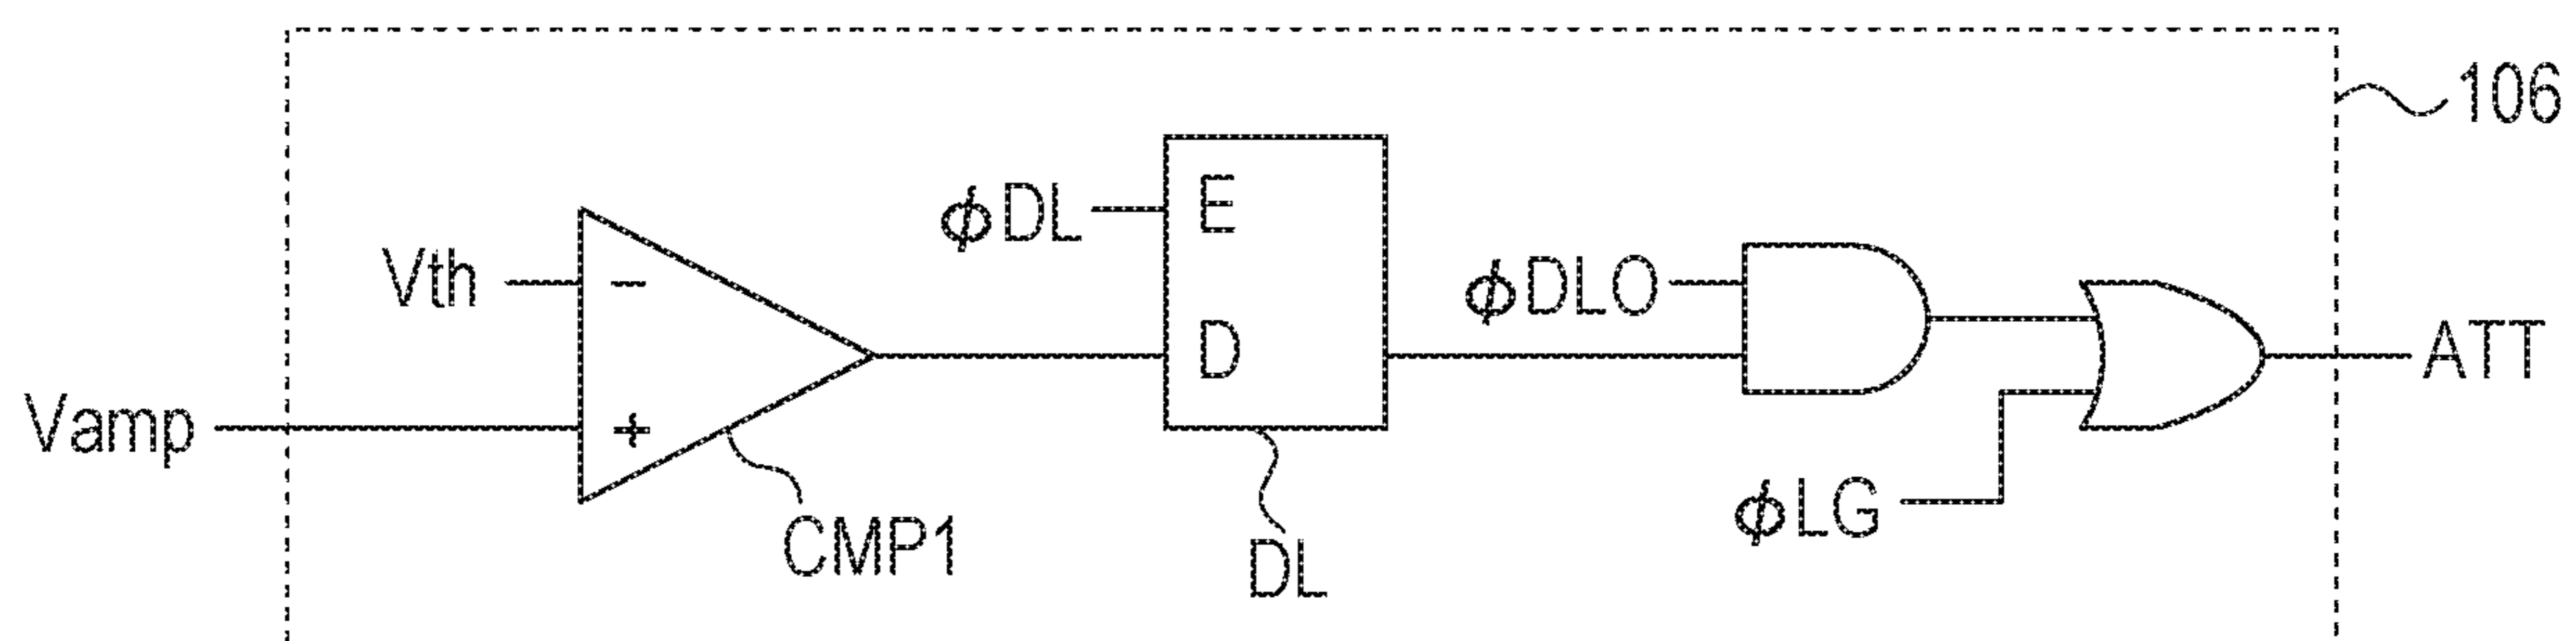 106
ϕDL
E
Vth
−
ϕDLO
D
ATT
Vamp
+
ϕLG
CMP1
DL